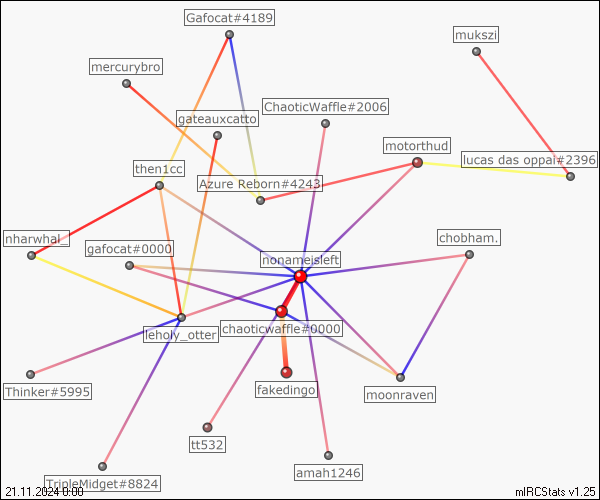 Gafocat#4189
mukszi
mercurybro
ChaoticWaffle#2006
gateauxcatto
motorthud
lucas das oppai#2396
then1cc
Azure Reborn#4243
nharwhal_
chobham.
gafocat#0000
nonameisleft
chaoticwaffle#0000
leholy_otter
Thinker#5995
fakedingo
moonraven
tt532
amah1246
TripleMidget#8824
21.11.2024 0:00
mIRCStats v1.25